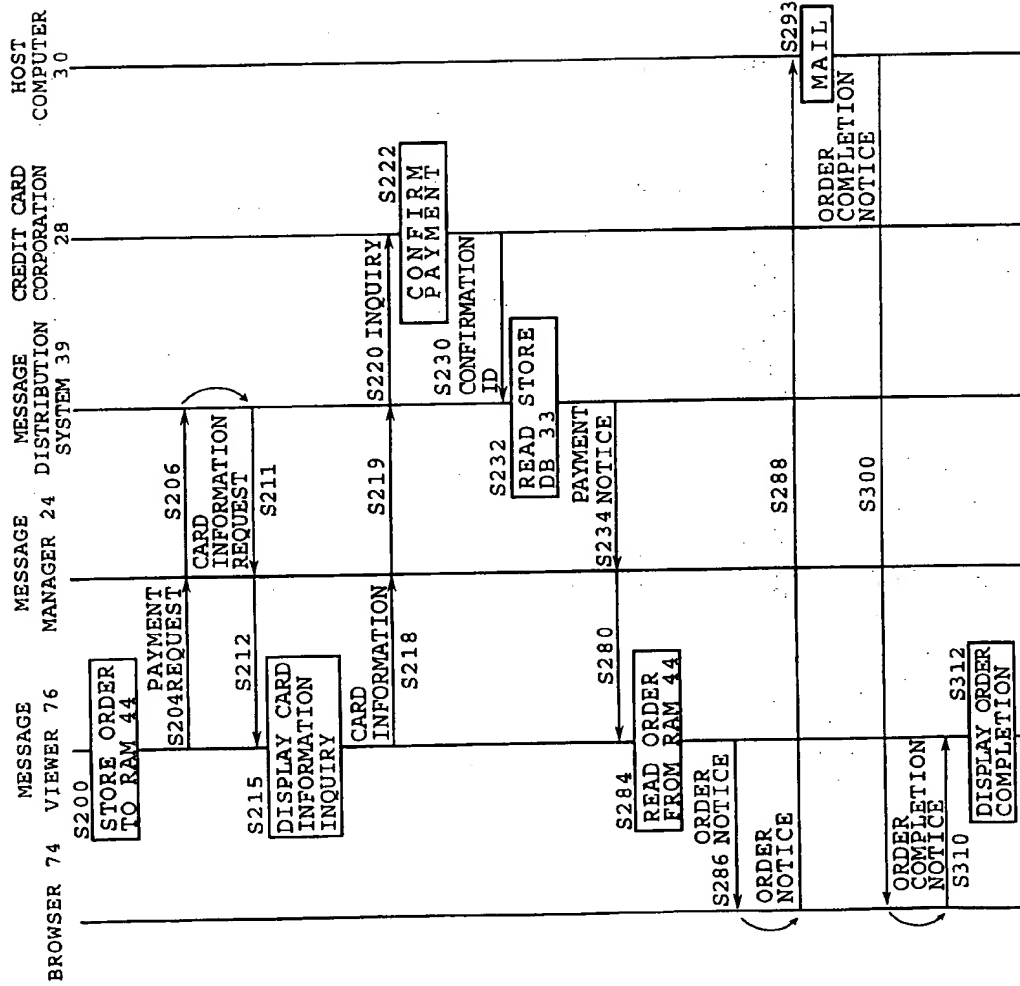 BROWSER 74
MESSAGE
VIEWER 76
MESSAGE
MANAGER 24
MESSAGE
DISTRIBUTION
SYSTEM 39
CREDIT CARD
CORPORATION
28
HOST
COMPUTER
30
S200
STORE ORDER
TO RAM 44
PAYMENT
S204 REQUEST
S206
CARD
INFORMATION
REQUEST
S211
S212
S215
DISPLAY CARD
INFORMATION
INQUIRY
CARD
INFORMATION
S218
S219
S220 INQUIRY
S222
CONFIRM
PAYMENT
S230
CONFIRMATION
ID
S232
READ STORE
DB 33
PAYMENT
S234 NOTICE
S280
S284
READ ORDER
FROM RAM 44
ORDER
S286 NOTICE
ORDER
NOTICE
S288
S293
MAIL
ORDER
COMPLETION
NOTICE
S300
ORDER
COMPLETION
NOTICE
S310
S312
DISPLAY ORDER
COMPLETION